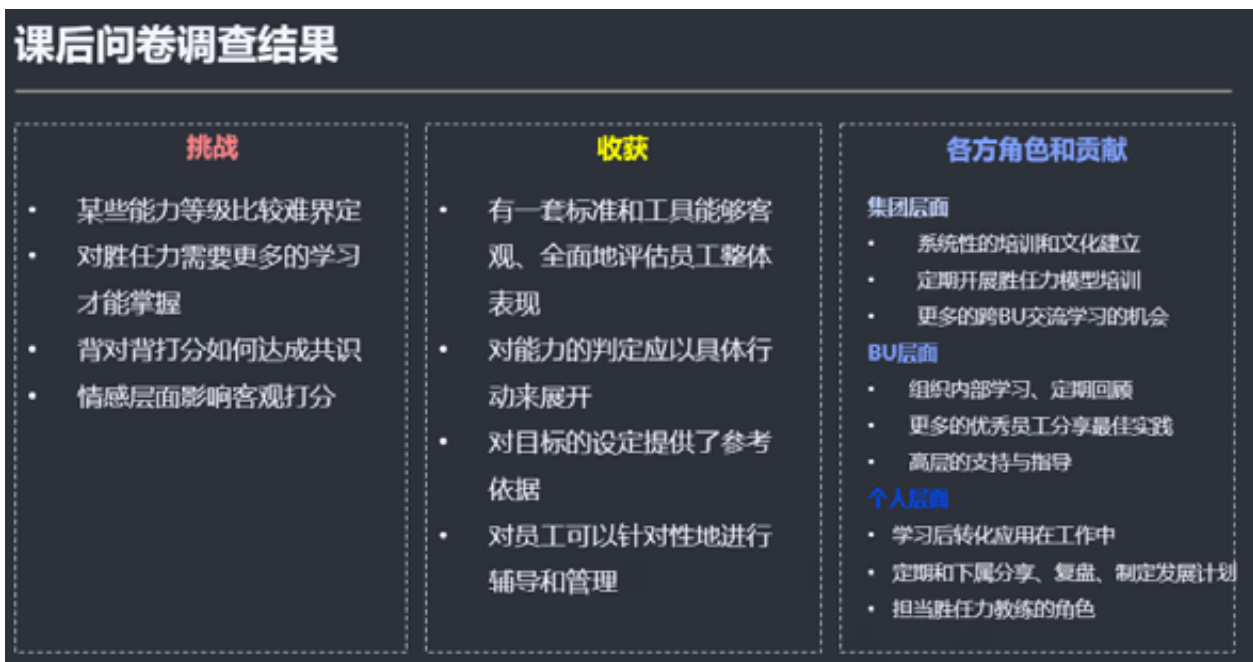 课后问卷调查结果
挑战
• 某些能力等级比较难界定
• 对胜任力需要更多的学习
才能掌握
• 背对背打分如何达成共识
• 情感层面影响客观打分
收获
• 有一套标准和工具能够客
观、全面地评估员工整体
表现
• 对能力的判定应以具体行
动来展开
• 对目标的设定提供了参考
依据
• 对员工可以针对性地进行
辅导和管理
各方角色和贡献
集团层面
• 系统性的培训和文化建立
• 定期开展胜任力模型培训
• 更多的跨BU交流学习的机会
BU层面
• 组织内部学习、定期回顾
• 更多的优秀员工分享最佳实践
• 高层的支持与指导
个人层面
• 学习后转化应用在工作中
• 定期和下属分享、复盘、制定发展计划
• 担当胜任力教练的角色